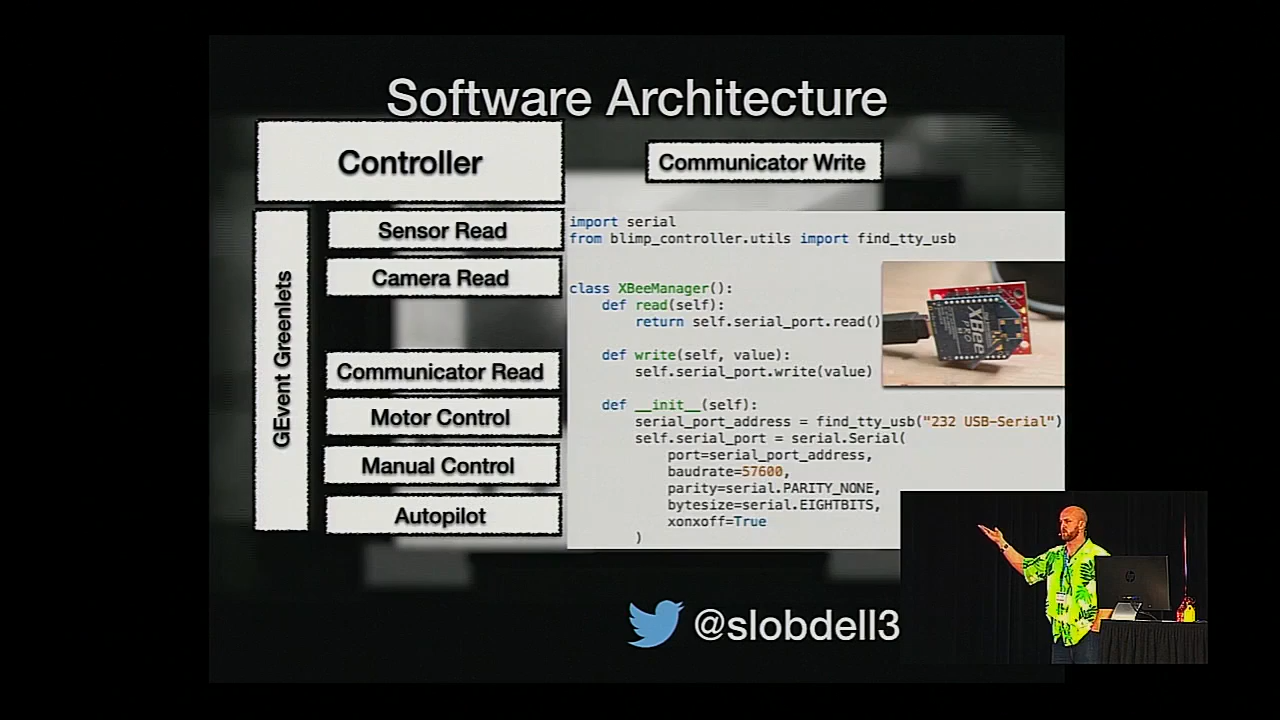 Software Architecture
Controller
Communicator Write
GEvent Greenlets
Sensor Read
Camera Read
Communicator Read
Motor Control
Manual Control
Autopilot
import serial
from blimp_controller.utils import find_tty_usb
class XBeeManager():
def read(self):
return self.serial_port.read()
def write(self, value):
self.serial_port.write(value)
def __init__(self):
serial_port_address = find_tty_usb("232 USB-Serial")
self.serial_port = serial.Serial(
port=serial_port_address,
baudrate=57600,
parity=serial.PARITY_NONE,
bytesize=serial.EIGHTBITS,
xonxoff=True
)
XBee
PRO
@slobdell3
hp